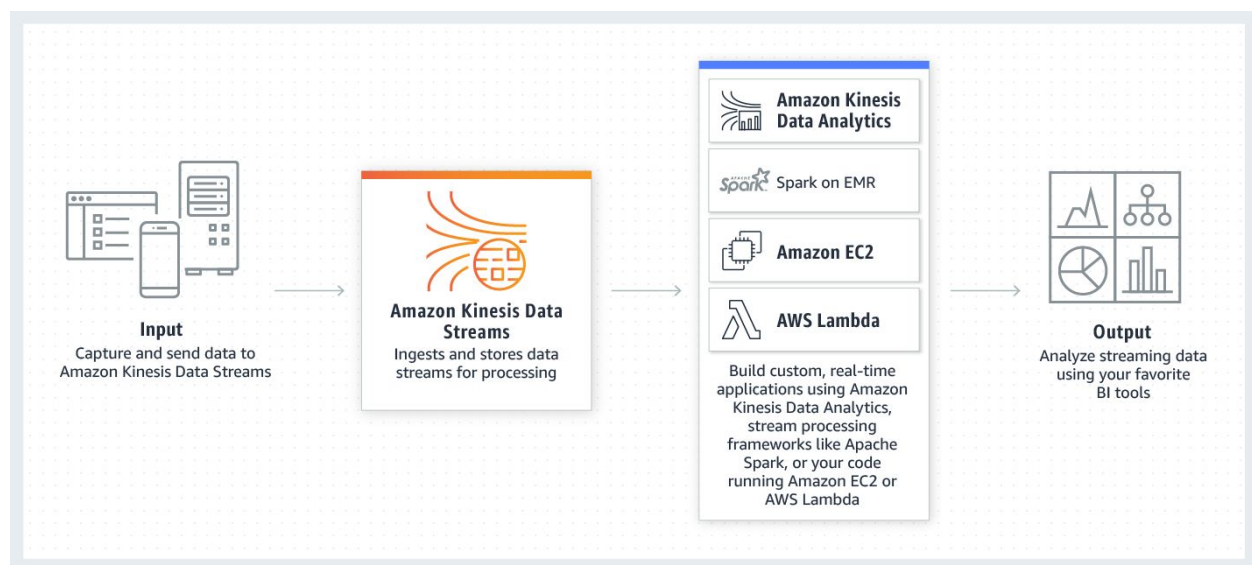 Input
Capture and send data to
Amazon Kinesis Data Streams
Amazon Kinesis Data
Streams
Ingests and stores data
streams for processing
Amazon Kinesis
Data Analytics
APACHE
Spark
Spark on EMR
Amazon EC2
AWS Lambda
Build custom, real-time
applications using Amazon
Kinesis Data Analytics,
stream processing
frameworks like Apache
Spark, or your code
running Amazon EC2 or
AWS Lambda
Output
Analyze streaming data
using your favorite
BI tools